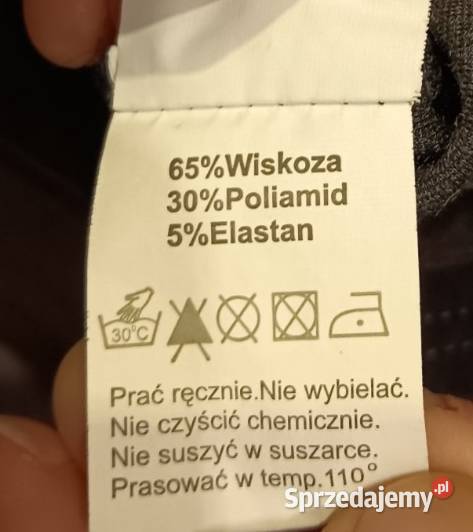 65%Wiskoza
30%Poliamid
5%Elastan
30°C
Prać ręcznie.Nie wybielać.
Nie czyścić chemicznie.
Nie suszyć w suszarce.
Prasować w temp.110°
Sprzedajemy.pl